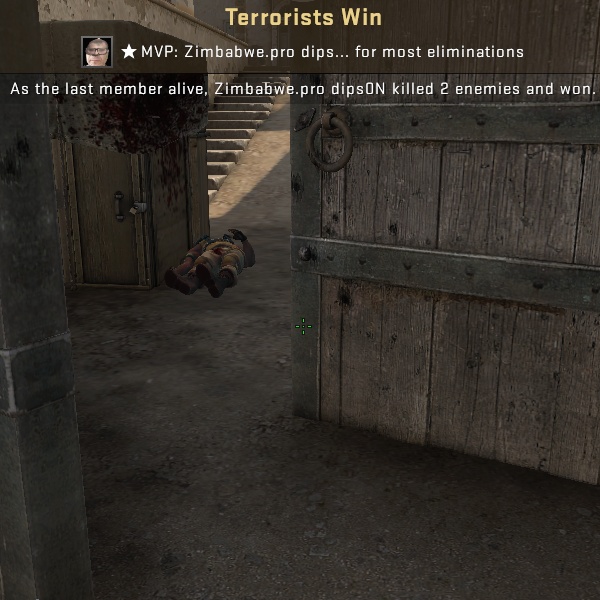 Terrorists Win
★ MVP: Zimbabwe.pro dips... for most eliminations
As the last member alive, Zimbabwe.pro dipsON killed 2 enemies and won.